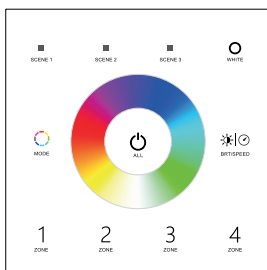 SCENE 1 SCENE 2 SCENE 3 WHITE
MODE ALL BRT/SPEED
1 2 3 4
ZONE ZONE ZONE ZONE